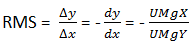 RMS = Δy/Δx = - dy/dx = - UMgX/UMgY